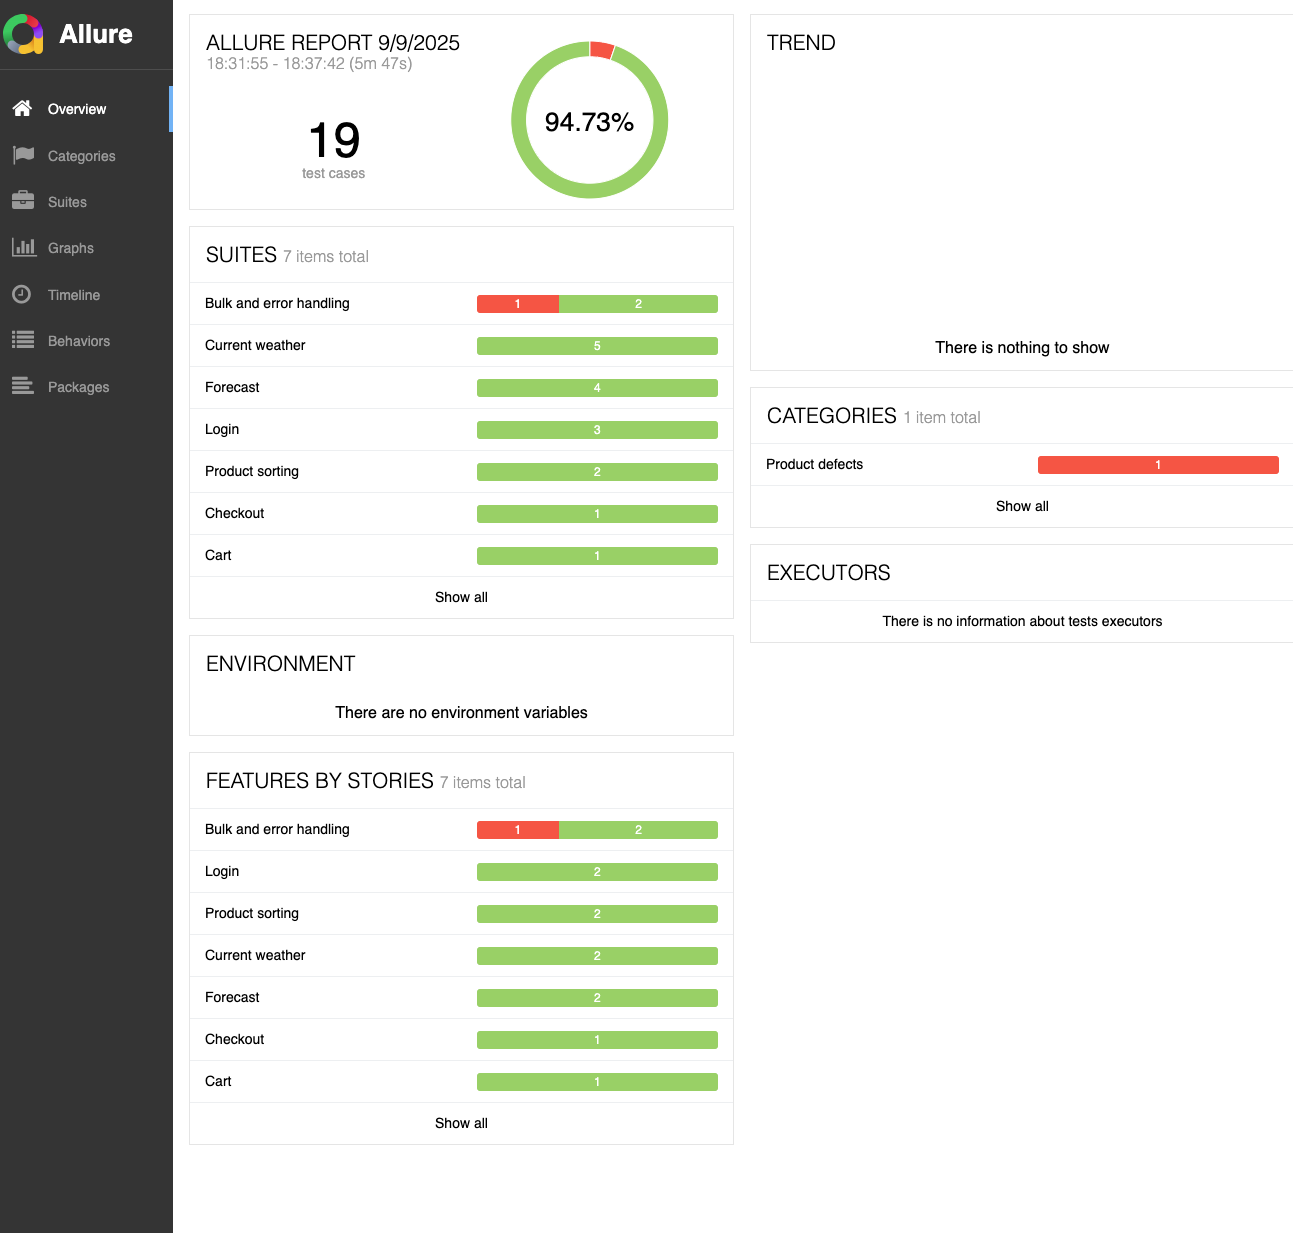 Allure
Overview
Categories
Suites
Graphs
Timeline
Behaviors
Packages
ALLURE REPORT 9/9/2025
18:31:55 - 18:37:42 (5m 47s)
19
test cases
94.73%
SUITES 7 items total
Bulk and error handling 1 2
Current weather 5
Forecast 4
Login 3
Product sorting 2
Checkout 1
Cart 1
Show all
ENVIRONMENT
There are no environment variables
FEATURES BY STORIES 7 items total
Bulk and error handling 1 2
Login 2
Product sorting 2
Current weather 2
Forecast 2
Checkout 1
Cart 1
Show all
TREND
There is nothing to show
CATEGORIES 1 item total
Product defects 1
Show all
EXECUTORS
There is no information about tests executors